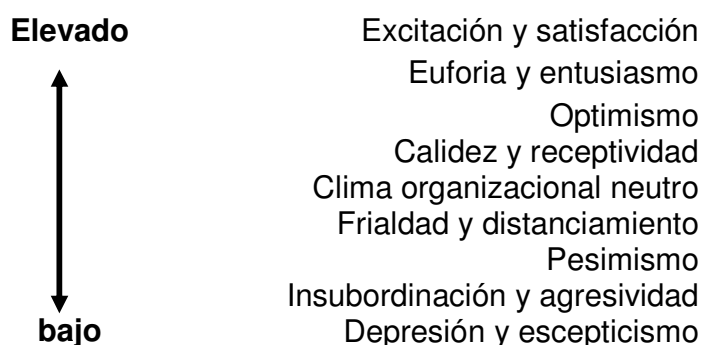 Elevado Excitación y satisfacción
Euforia y entusiasmo
Optimismo
Calidez y receptividad
Clima organizacional neutro
Frialdad y distanciamiento
Pesimismo
Insubordinación y agresividad
bajo Depresión y escepticismo